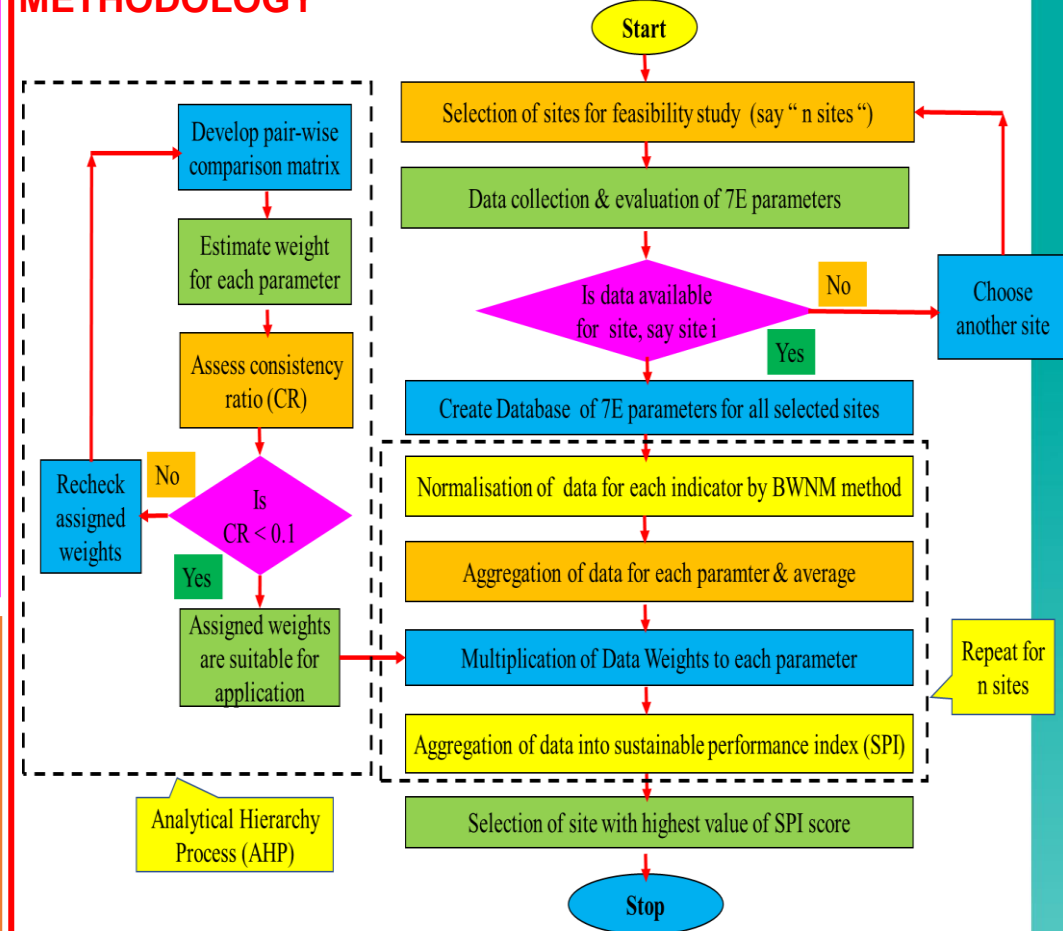 METHODOLOGY
Start
Selection of sites for feasibility study (say “ n sites “)
Data collection & evaluation of 7E parameters
Is data available
for site, say site i
No
Yes
Choose
another site
Create Database of 7E parameters for all selected sites
Normalisation of data for each indicator by BWNM method
Aggregation of data for each paramter & average
Multiplication of Data Weights to each parameter
Aggregation of data into sustainable performance index (SPI)
Repeat for
n sites
Selection of site with highest value of SPI score
Stop
Develop pair-wise
comparison matrix
Estimate weight
for each parameter
Assess consistency
ratio (CR)
Is
CR < 0.1
No
Yes
Recheck
assigned
weights
Assigned weights
are suitable for
application
Analytical Hierarchy
Process (AHP)